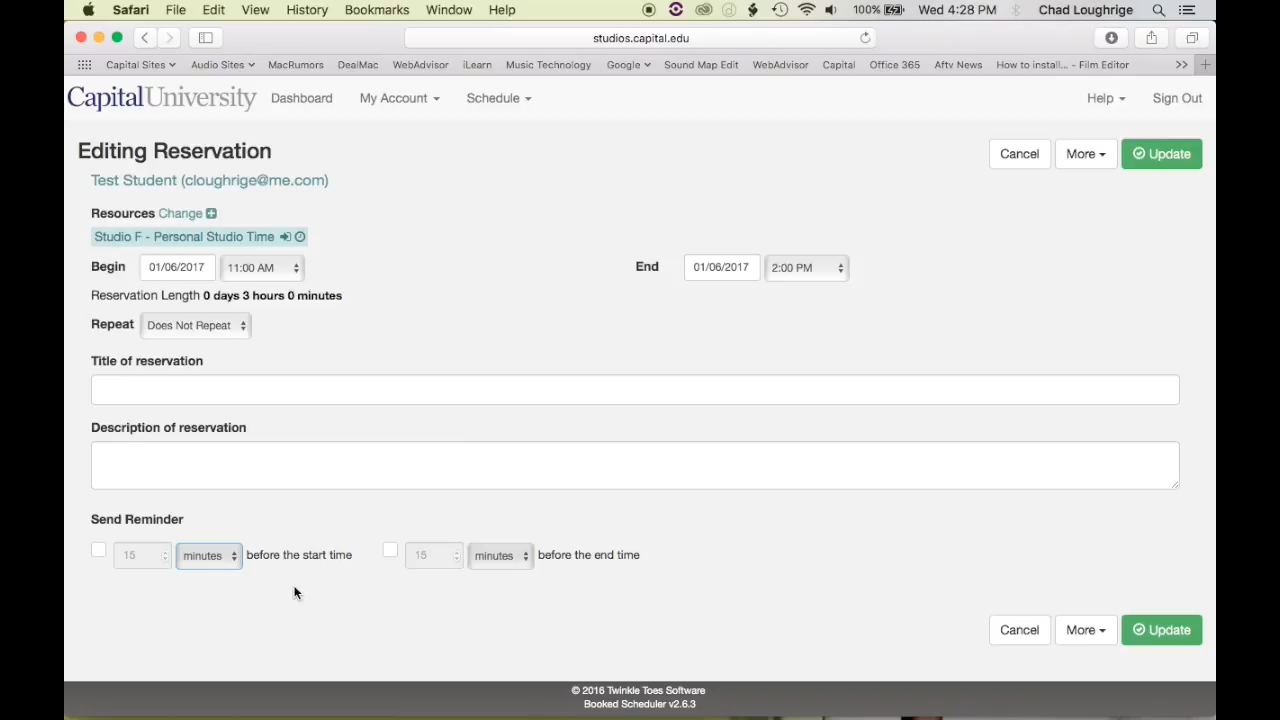 Safari File Edit View History Bookmarks Window Help 100% Wed 4:28 PM Chad Loughrige
studios.capital.edu
Capital Sites Audio Sites MacRumors DealMac WebAdvisor iLearn Music Technology Google Sound Map Edit WebAdvisor Capital Office 365 Aftv News How to install... - Film Editor >> +
Capital University Dashboard My Account Schedule Help Sign Out
Editing Reservation Cancel More Update
Test Student (cloughrige@me.com)
Resources Change
Studio F - Personal Studio Time
Begin 01/06/2017 11:00 AM End 01/06/2017 2:00 PM
Reservation Length 0 days 3 hours 0 minutes
Repeat Does Not Repeat
Title of reservation
Description of reservation
Send Reminder
15 minutes before the start time 15 minutes before the end time
Cancel More Update
© 2016 Twinkle Toes Software
Booked Scheduler v2.6.3